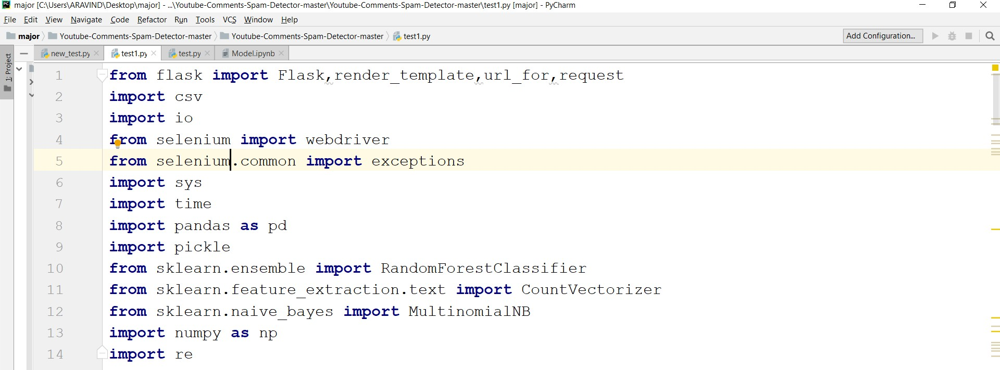 major [C:\Users\ARAVIND\Desktop\major] - ...\Youtube-Comments-Spam-Detector-master\Youtube-Comments-Spam-Detector-master\test1.py [major] - PyCharm
File Edit View Navigate Code Refactor Run Tools VCS Window Help
major Youtube-Comments-Spam-Detector-master Youtube-Comments-Spam-Detector-master test1.py Add Configuration...
1: Project
new_test.py test1.py test.py Model.ipynb
1 from flask import Flask,render_template,url_for,request
2 import csv
3 import io
4 from selenium import webdriver
5 from selenium.common import exceptions
6 import sys
7 import time
8 import pandas as pd
9 import pickle
10 from sklearn.ensemble import RandomForestClassifier
11 from sklearn.feature_extraction.text import CountVectorizer
12 from sklearn.naive_bayes import MultinomialNB
13 import numpy as np
14 import re